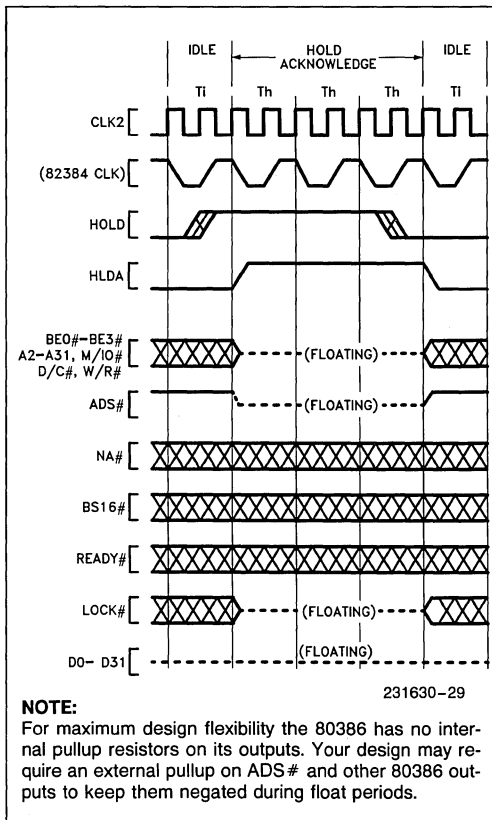 IDLE HOLD ACKNOWLEDGE IDLE
Ti Th Th Th Ti
CLK2
(82384 CLK)
HOLD
HLDA
BE0#-BE3#
A2-A31, M/IO#
D/C#, W/R#
(FLOATING)
ADS#
(FLOATING)
NA#
BS16#
READY#
LOCK#
(FLOATING)
D0- D31
(FLOATING)
231630-29
NOTE:
For maximum design flexibility the 80386 has no inter-
nal pullup resistors on its outputs. Your design may re-
quire an external pullup on ADS# and other 80386 out-
puts to keep them negated during float periods.